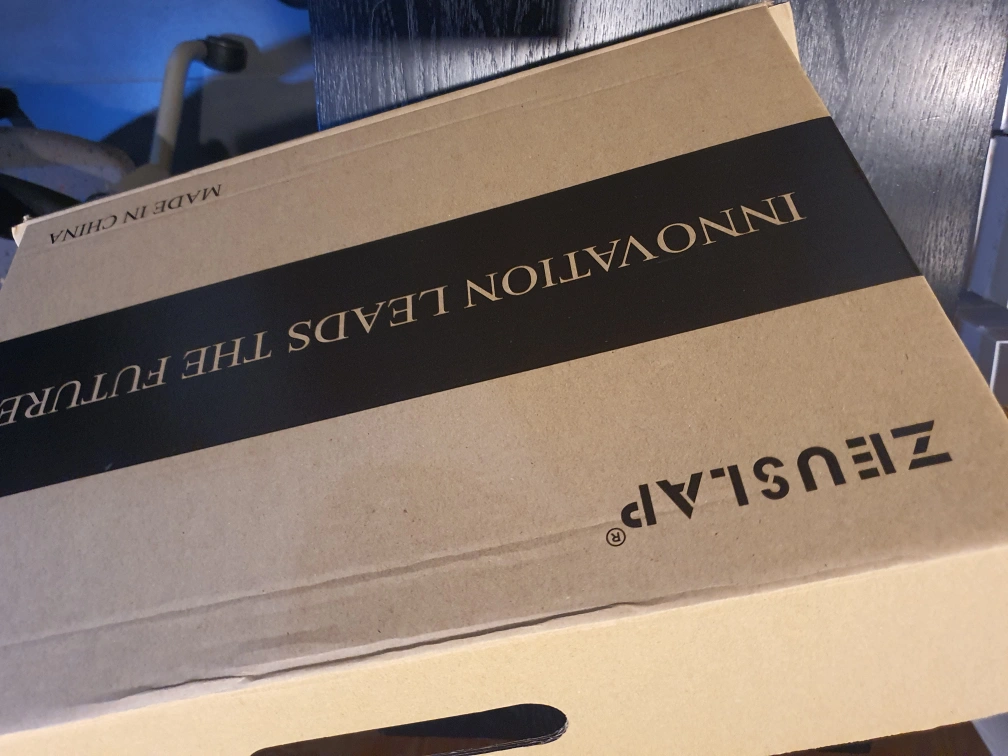 ZEUSLAP®
INNOVATION LEADS THE FUTURE
MADE IN CHINA